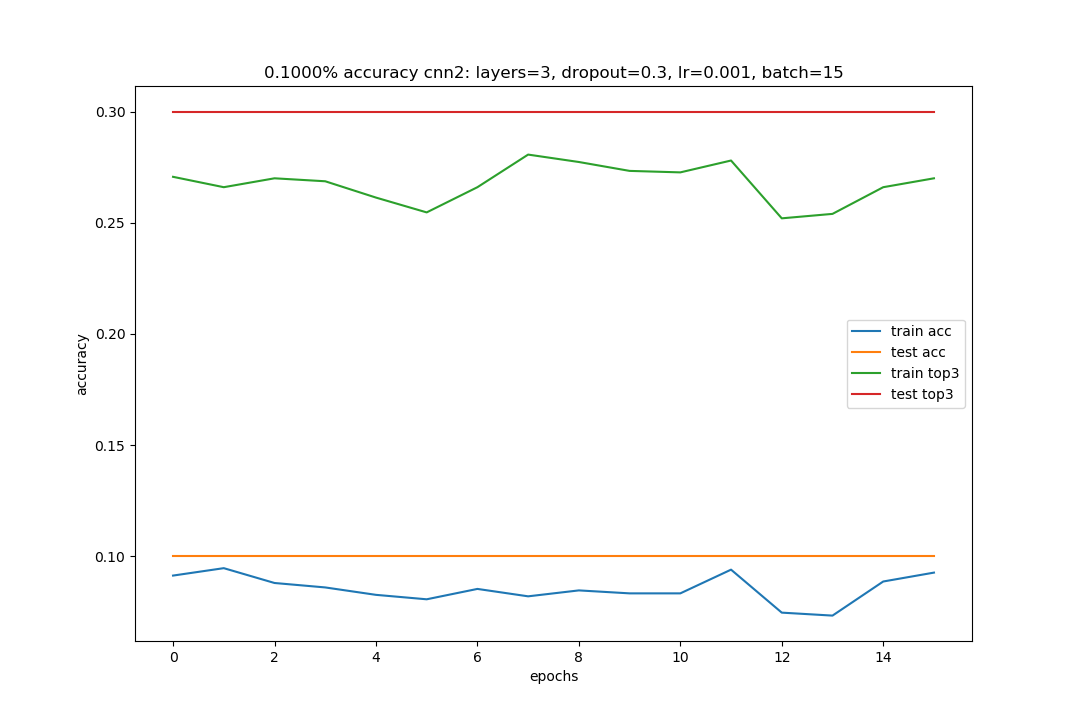 0.1000% accuracy cnn2: layers=3, dropout=0.3, lr=0.001, batch=15
0.30
0.25
0.20
0.15
0.10
accuracy
train acc
test acc
train top3
test top3
0 2 4 6 8 10 12 14
epochs